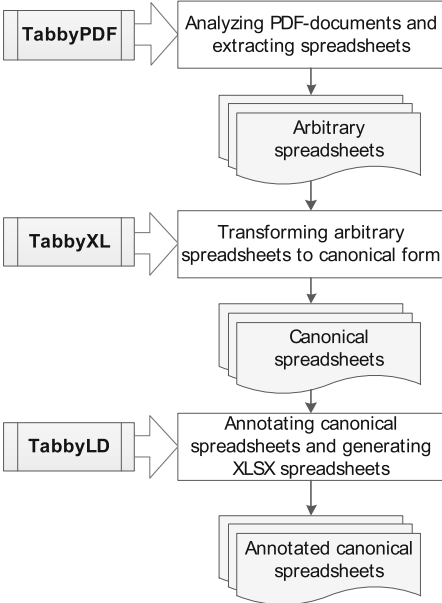 TabbyPDF
Analyzing PDF-documents and
extracting spreadsheets
Arbitrary
spreadsheets
TabbyXL
Transforming arbitrary
spreadsheets to canonical form
Canonical
spreadsheets
TabbyLD
Annotating canonical
spreadsheets and generating
XLSX spreadsheets
Annotated canonical
spreadsheets